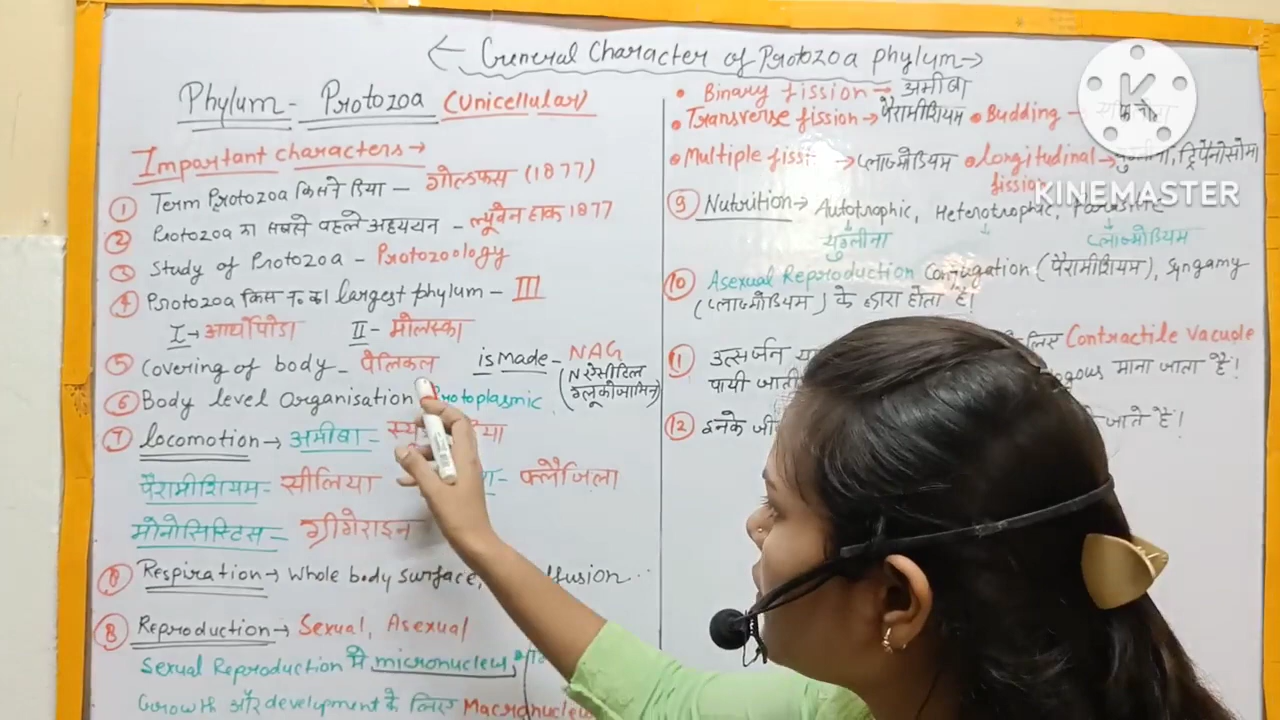 ← General Character of Protozoa phylum →
Phylum - Protozoa (Unicellular)
Important characters →
① Term Protozoa किसने दिया - गोल्डफस (1877)
② Protozoa का सबसे पहले अध्ययन - ल्यूवेन हाक 1877
③ Study of Protozoa - Protozoology
④ Protozoa किस न० का largest phylum - III
I → आर्थोपोडा II - मोलस्का
⑤ Covering of body - पैलिकल is made - NAG
(N ऐसीटिल ग्लूकोजामिन)
⑥ Body level Organisation Protoplasmic
⑦ locomotion → अमीबा -
पैरामीशियम - सीलिया - फ्लैजिला
मोनोसिस्टिस - ग्रीगेराइन
⑧ Respiration → Whole body surface,
⑧ Reproduction → Sexual, Asexual
Sexual Reproduction में micronucleus
Growth और development के लिए Macronucleus
• Binary fission → अमीबा
• Transverse fission → पैरामीशियम • Budding -
• Multiple → प्लाज्मोडियम • Longitudinal fission → ट्रिपैनोसोमा
⑨ Nutrition → Autotrophic, Heterotrophic, Parasitic
युग्लीना प्लाज्मोडियम
⑩ Asexual Reproduction Conjugation (पैरामीशियम), Syngamy
(प्लाज्मोडियम) के द्वारा होता है।
⑪ उत्सर्जन लिए Contractile vacuole
पायी जाती माना जाता है।
⑫ इनके जी जाते हैं।
K
KINEMASTER